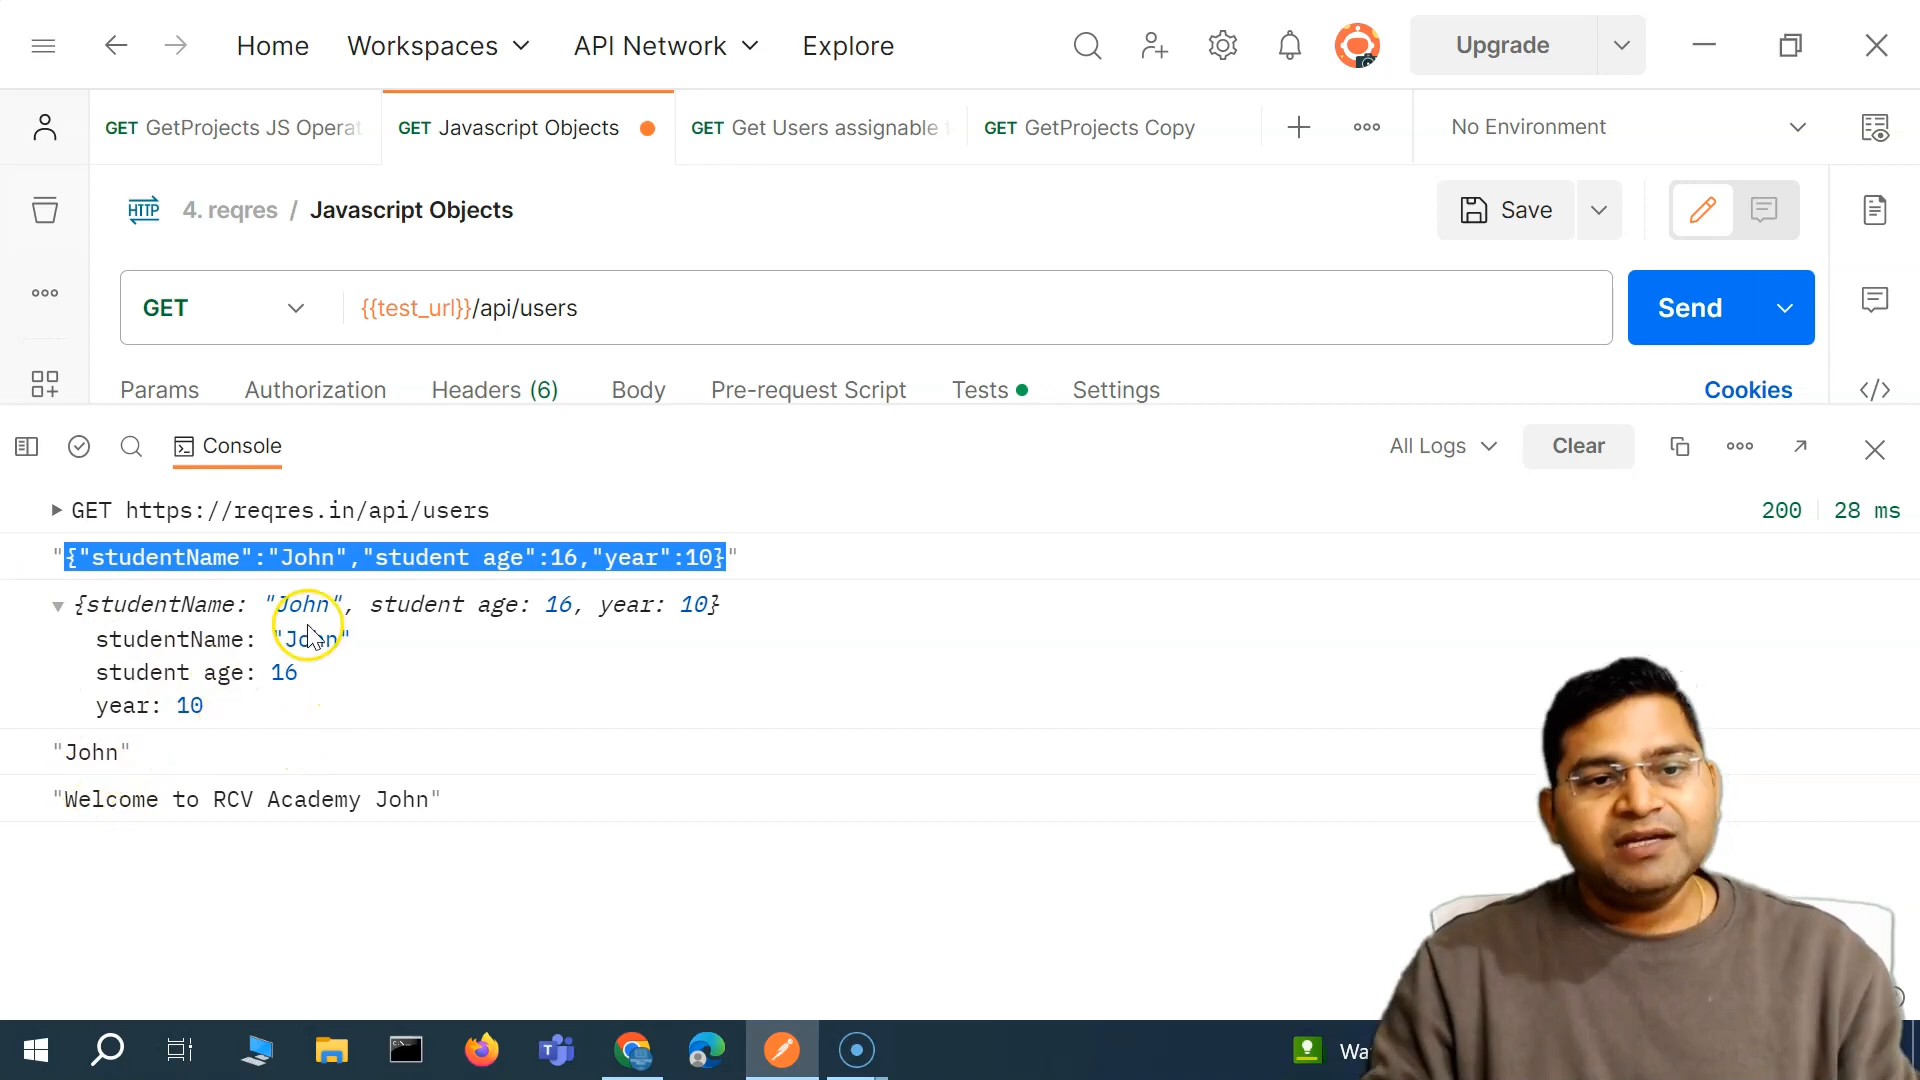 Home Workspaces API Network Explore Upgrade
GET GetProjects JS Operat GET Javascript Objects GET Get Users assignable GET GetProjects Copy No Environment
HTTP 4. reqres / Javascript Objects Save
GET {{test_url}}/api/users Send
Params Authorization Headers (6) Body Pre-request Script Tests Settings Cookies
Console All Logs Clear
GET https://reqres.in/api/users 200 28 ms
"{"studentName":"John","student age":16,"year":10}"
{studentName: "John", student age: 16, year: 10}
studentName: "John"
student age: 16
year: 10
"John"
"Welcome to RCV Academy John"
Wa